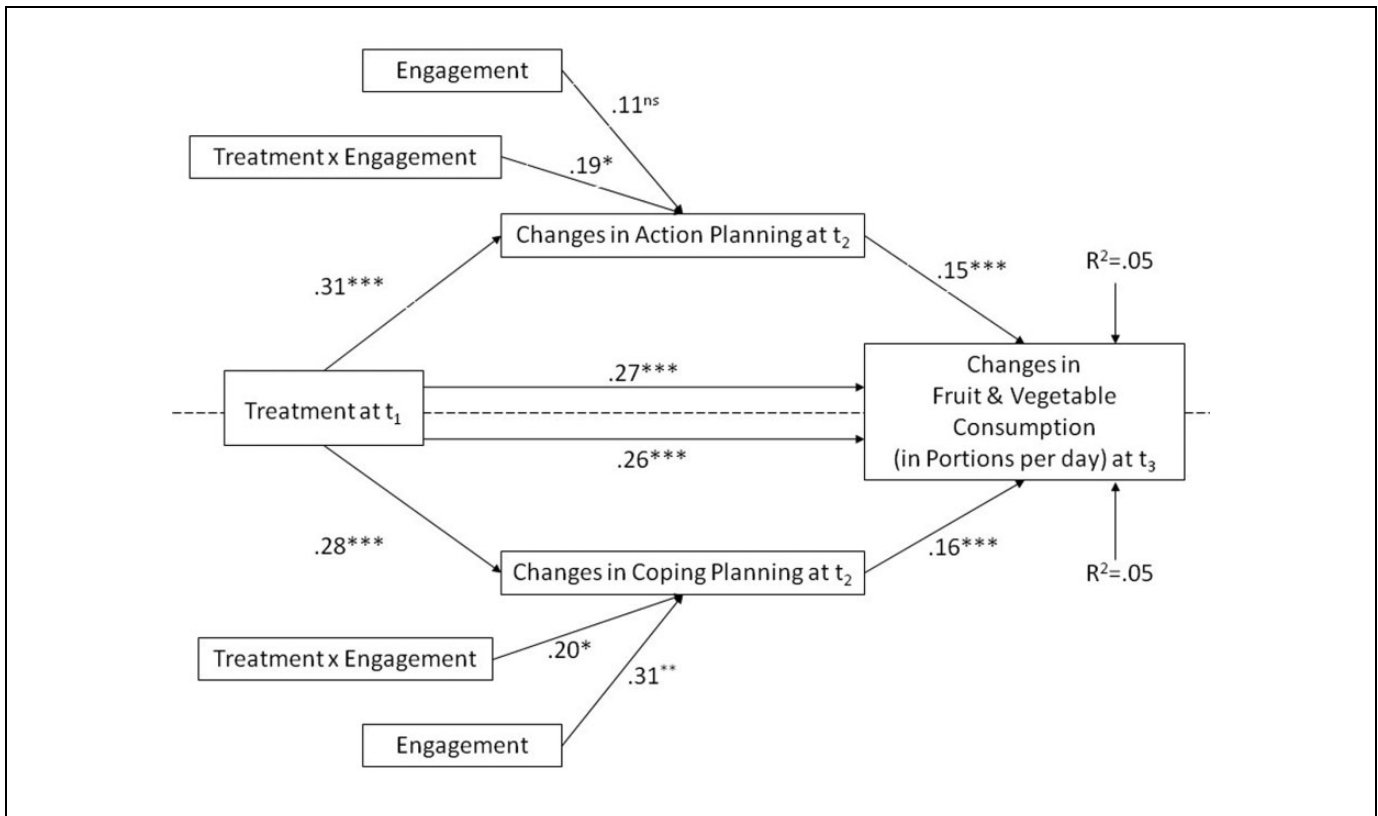 Engagement
.11ns
Treatment x Engagement
.19*
Changes in Action Planning at t2
.31***
.15***
R2=.05
Treatment at t1
.27***
.26***
Changes in
Fruit & Vegetable
Consumption
(in Portions per day) at t3
.28***
Changes in Coping Planning at t2
.16***
R2=.05
Treatment x Engagement
.20*
.31**
Engagement